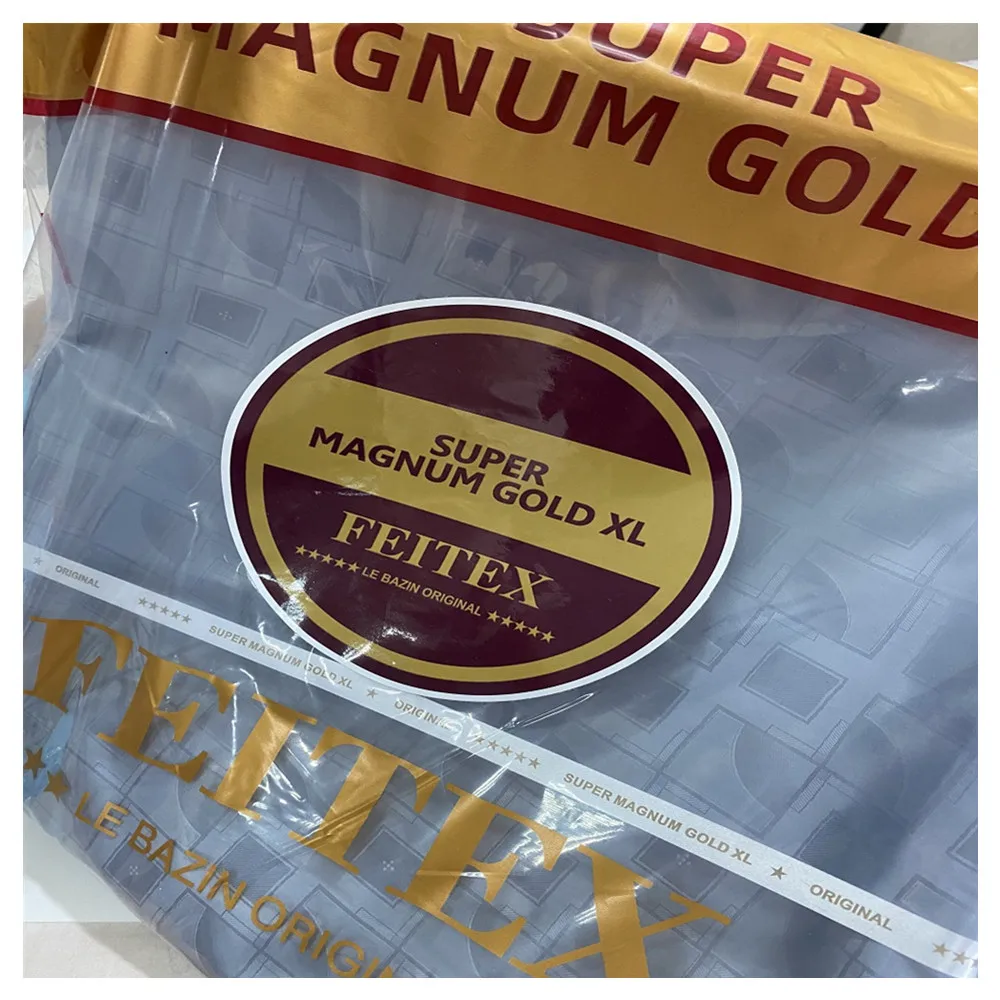 SUPER
MAGNUM GOLD
SUPER
MAGNUM GOLD XL
FEITEX
★★★★★ LE BAZIN ORIGINAL ★★★★★
★ ORIGINAL ★★★★★ SUPER MAGNUM GOLD XL ★ ORIGINAL ★★★★★ SUPER MAGNUM GOLD XL ★ ORIGINAL ★★
FEITEX
★★ LE BAZIN ORIGI